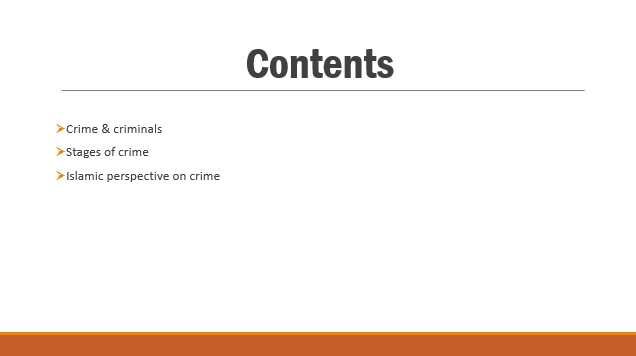 Contents
➢Crime & criminals
➢Stages of crime
➢Islamic perspective on crime